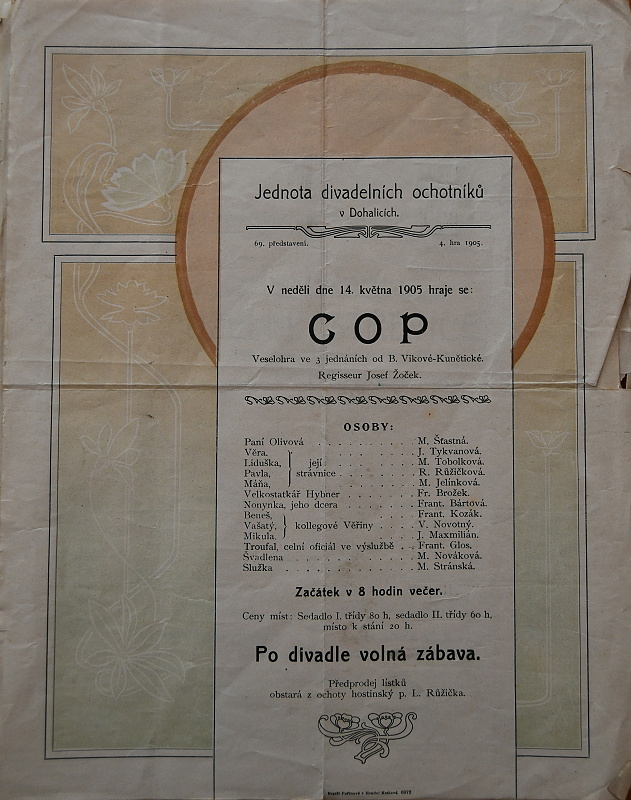 Jednota divadelních ochotníků
v Dohalicích.
69. představení. 4. hra 1905.
V neděli dne 14. května 1905 hraje se:
COP
Veselohra ve 3 jednáních od B. Vikové-Kunětické.
Regisseur Josef Žoček.
OSOBY:
Paní Olivová . . . . . . . . . . M. Šťastná.
Věra, J. Tykvanová.
Liduška, její M. Tobolková.
Pavla, strávnice . . . . . . R. Růžičková.
Máňa, M. Jelínková.
Velkostatkář Hybner . . . . . . . Fr. Brožek.
Nonynka, jeho dcera . . . . . . . Frant. Bártová.
Beneš, Frant. Kozák.
Vašatý, kollegové Věřiny . . . . V. Novotný.
Mikula, J. Maxmilián.
Troufal, celní oficiál ve výslužbě . . Frant. Glos.
Švadlena . . . . . . . . . . . . M. Nováková.
Služka . . . . . . . . . . . . M. Stránská.
Začátek v 8 hodin večer.
Ceny míst: Sedadlo I. třídy 80 h, sedadlo II. třídy 60 h,
místo k stání 20 h.
Po divadle volná zábava.
Předprodej lístků
obstará z ochoty hostinský p. L. Růžička.